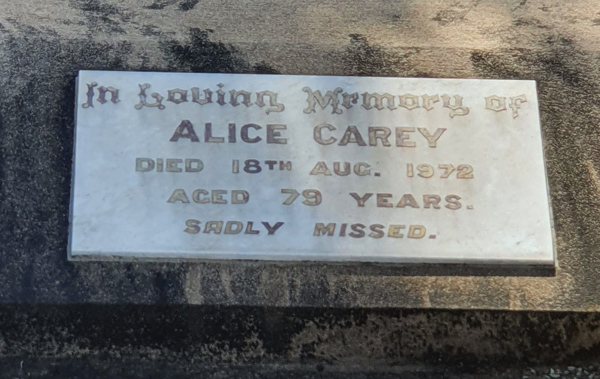 In Loving Memory of
ALICE CAREY
DIED 18TH AUG. 1972
AGED 79 YEARS.
SADLY MISSED.